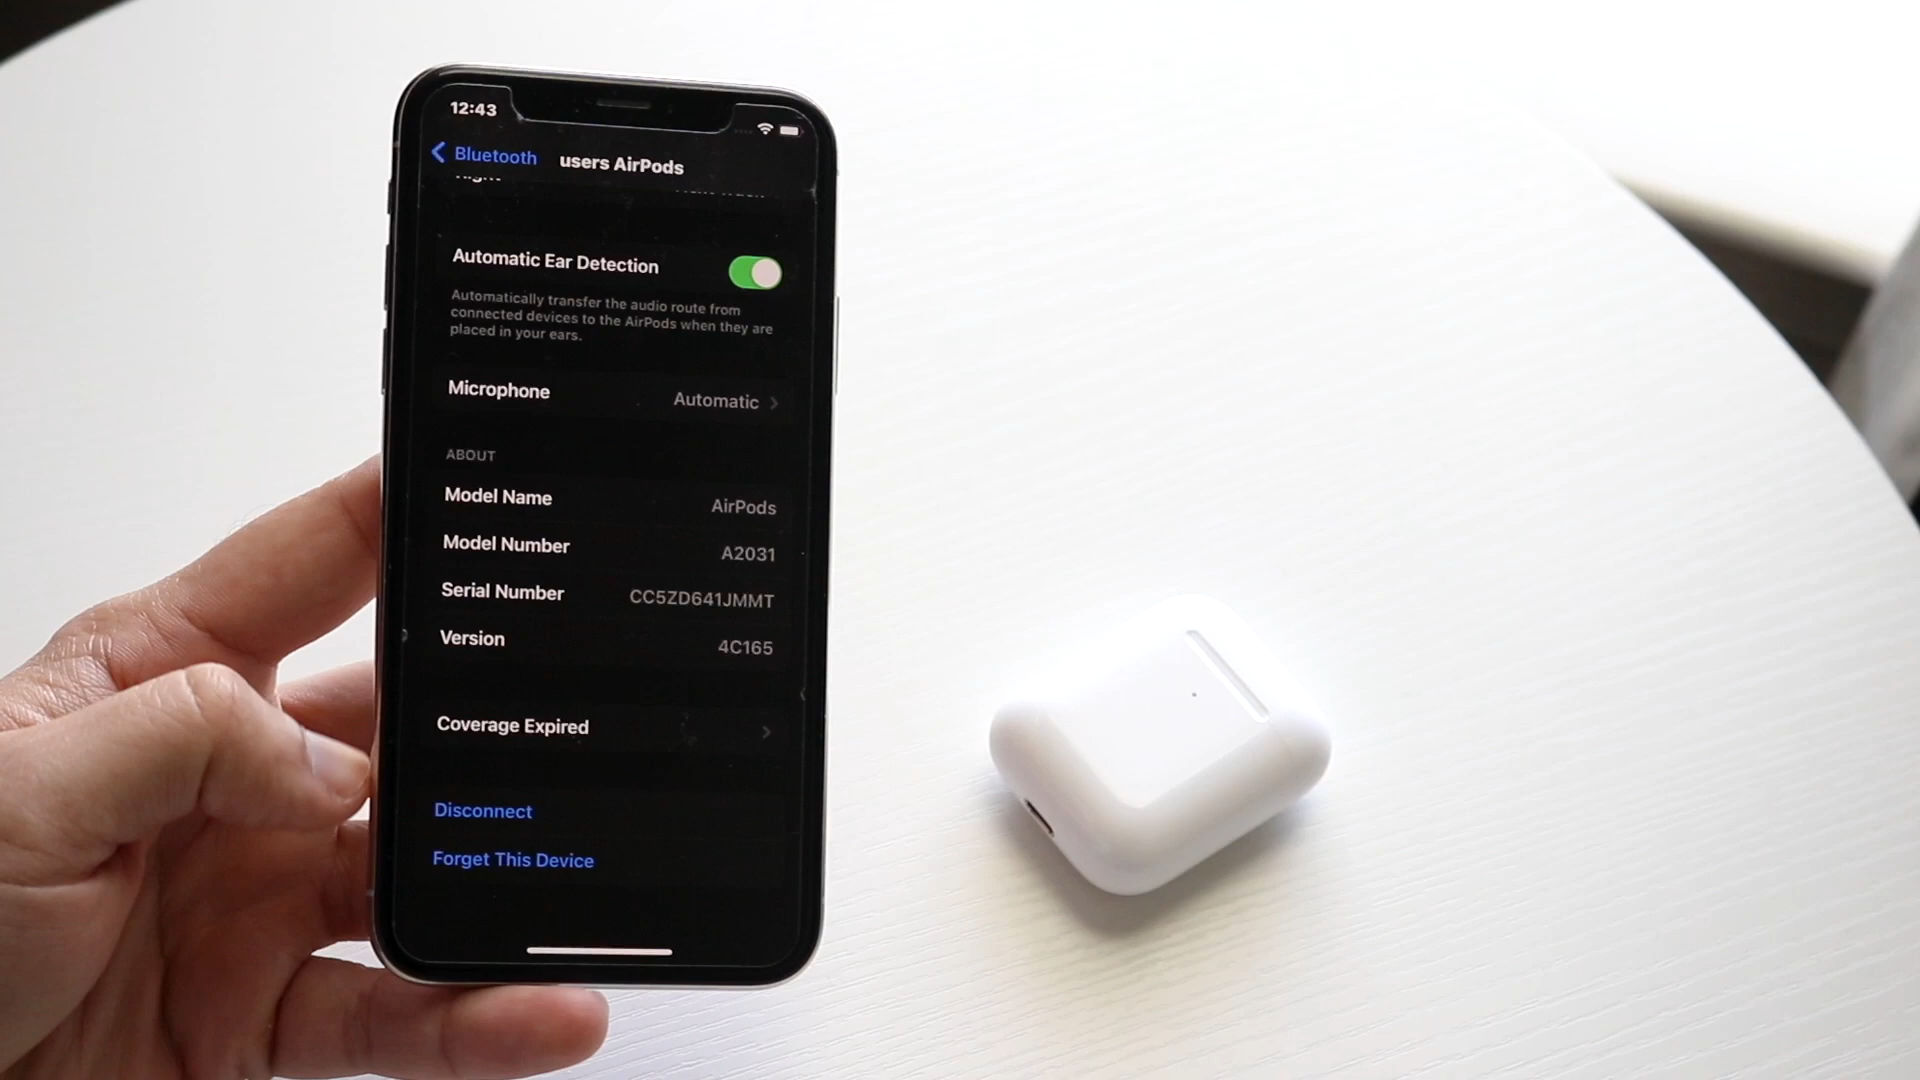 12:43
Bluetooth users AirPods
Automatic Ear Detection
Automatically transfer the audio route from
connected devices to the AirPods when they are
placed in your ears.
Microphone Automatic
ABOUT
Model Name AirPods
Model Number A2031
Serial Number CC5ZD641JMMT
Version 4C165
Coverage Expired
Disconnect
Forget This Device